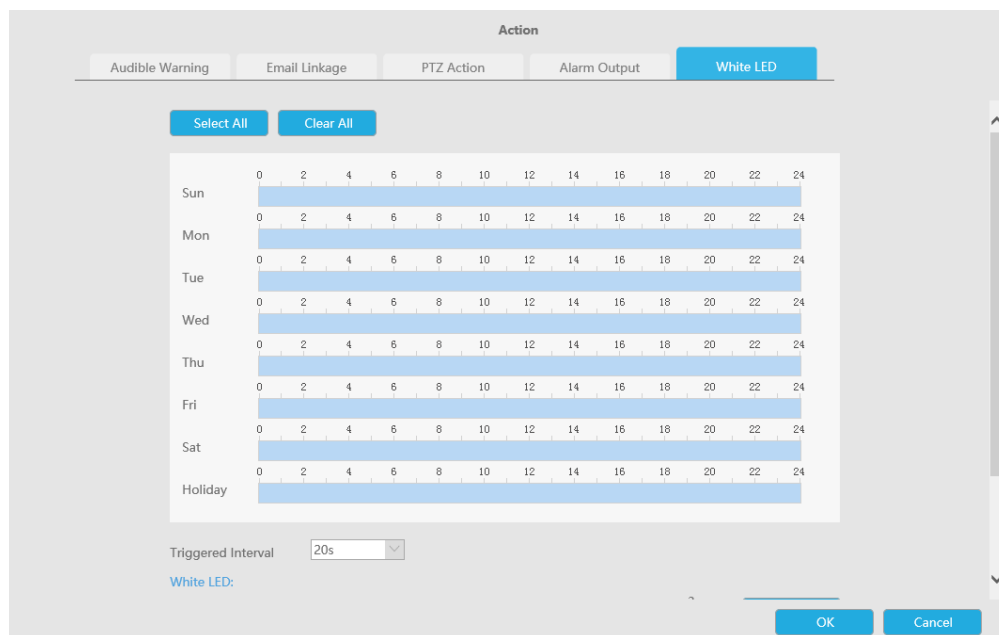 Action
Audible Warning Email Linkage PTZ Action Alarm Output White LED
Select All Clear All
0 2 4 6 8 10 12 14 16 18 20 22 24
Sun
0 2 4 6 8 10 12 14 16 18 20 22 24
Mon
0 2 4 6 8 10 12 14 16 18 20 22 24
Tue
0 2 4 6 8 10 12 14 16 18 20 22 24
Wed
0 2 4 6 8 10 12 14 16 18 20 22 24
Thu
0 2 4 6 8 10 12 14 16 18 20 22 24
Fri
0 2 4 6 8 10 12 14 16 18 20 22 24
Sat
0 2 4 6 8 10 12 14 16 18 20 22 24
Holiday
Triggered Interval 20s
White LED:
OK Cancel